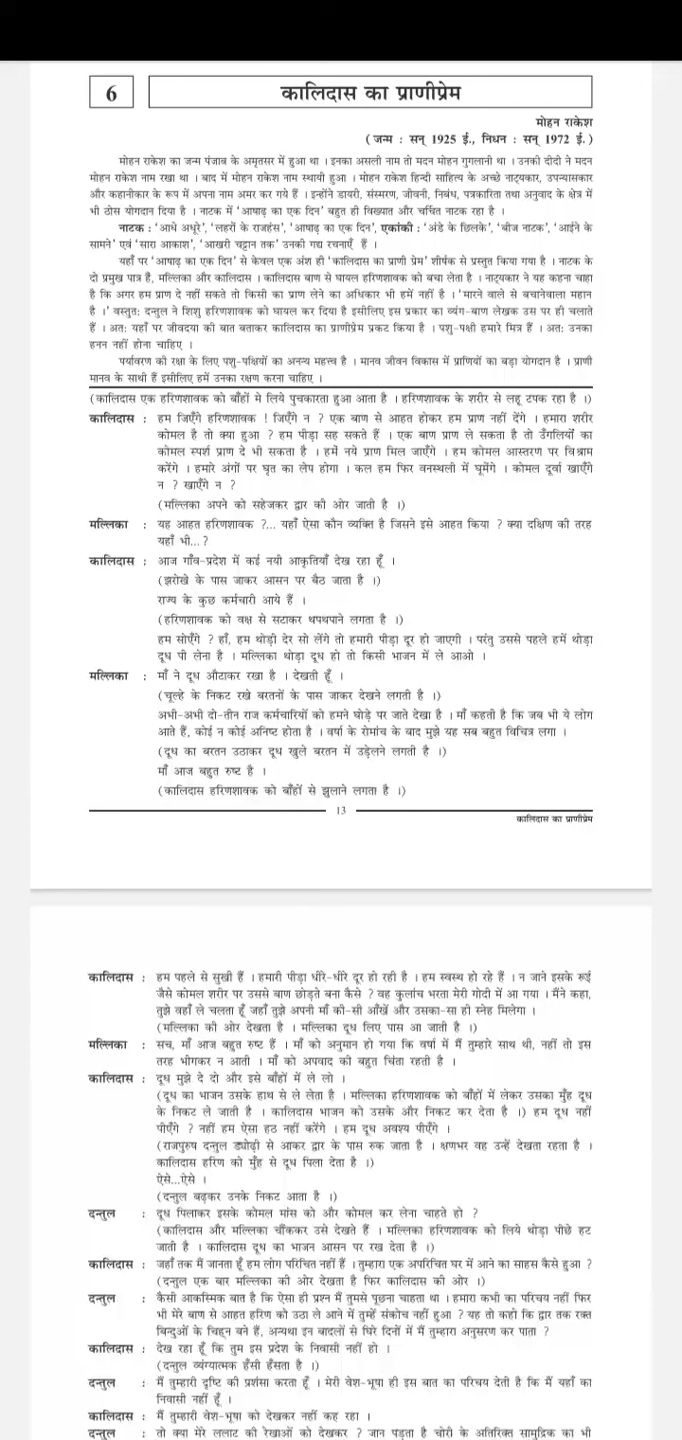 6
कालिदास का प्राणीप्रेम
मोहन राकेश
( जन्म : सन् 1925 ई., निधन : सन् 1972 ई. )
मोहन राकेश का जन्म पंजाब के अमृतसर में हुआ था । इनका असली नाम तो मदन मोहन गुगलानी था । उनकी दीदी ने मदन
मोहन राकेश नाम रखा था । बाद में मोहन राकेश नाम स्थायी हुआ । मोहन राकेश हिन्दी साहित्य के अच्छे नाट्यकार, उपन्यासकार
और कहानीकार के रूप में अपना नाम अमर कर गये हैं । इन्होंने डायरी, संस्मरण, जीवनी, निबंध, पत्रकारिता तथा अनुवाद के क्षेत्र में
भी ठोस योगदान दिया है । नाटक में ‘आषाढ़ का एक दिन’ बहुत ही विख्यात और चर्चित नाटक रहा है ।
नाटक : ‘आधे अधूरे’, ‘लहरों के राजहंस’, ‘आषाढ़ का एक दिन’, एकांकी : ‘अंडे के छिलके’, ‘बीज नाटक’, ‘आईने के
सामने’ एवं ‘सारा आकाश’, ‘आखरी चट्टान तक’ उनकी गद्य रचनाएँ हैं ।
यहाँ पर ‘आषाढ़ का एक दिन’ से केवल एक अंश ही ‘कालिदास का प्राणी प्रेम’ शीर्षक से प्रस्तुत किया गया है । नाटक के
दो प्रमुख पात्र हैं, मल्लिका और कालिदास । कालिदास बाण से घायल हरिणशावक को बचा लेता है । नाट्यकार ने यह कहना चाहा
है कि अगर हम प्राण दे नहीं सकते तो किसी का प्राण लेने का अधिकार भी हमें नहीं है । ‘मारने वाले से बचानेवाला महान
है ।’ वस्तुतः दन्तुल ने शिशु हरिणशावक को घायल कर दिया है इसीलिए इस प्रकार का व्यंग-बाण लेखक उस पर ही चलाते
हैं । अतः यहाँ पर जीवदया की बात बताकर कालिदास का प्राणीप्रेम प्रकट किया है । पशु-पक्षी हमारे मित्र हैं । अतः उनका
हनन नहीं होना चाहिए ।
पर्यावरण की रक्षा के लिए पशु-पक्षियों का अनन्य महत्त्व है । मानव जीवन विकास में प्राणियों का बड़ा योगदान है । प्राणी
मानव के साथी हैं इसीलिए हमें उनका रक्षण करना चाहिए ।
(कालिदास एक हरिणशावक को बाँहों मे लिये पुचकारता हुआ आता है । हरिणशावक के शरीर से लहू टपक रहा है ।)
कालिदास : हम जिएँगे हरिणशावक ! जिएँगे न ? एक बाण से आहत होकर हम प्राण नहीं देंगे । हमारा शरीर
कोमल है तो क्या हुआ ? हम पीड़ा सह सकते हैं । एक बाण प्राण ले सकता है तो उँगलियों का
कोमल स्पर्श प्राण दे भी सकता है । हमें नये प्राण मिल जाएँगे । हम कोमल आस्तरण पर विश्राम
करेंगे । हमारे अंगों पर घृत का लेप होगा । कल हम फिर वनस्थली में घूमेंगे । कोमल दूर्वा खाएँगे
न ? खाएँगे न ?
(मल्लिका अपने को सहेजकर द्वार की ओर जाती है ।)
मल्लिका : यह आहत हरिणशावक ?... यहाँ ऐसा कौन व्यक्ति है जिसने इसे आहत किया ? क्या दक्षिण की तरह
यहाँ भी...?
कालिदास : आज गाँव-प्रदेश में कई नयी आकृतियाँ देख रहा हूँ ।
(झरोखे के पास जाकर आसन पर बैठ जाता है ।)
राज्य के कुछ कर्मचारी आये हैं ।
(हरिणशावक को वक्ष से सटाकर थपथपाने लगता है ।)
हम सोएँगे ? हाँ, हम थोड़ी देर सो लेंगे तो हमारी पीड़ा दूर हो जाएगी । परंतु उससे पहले हमें थोड़ा
दूध पी लेना है । मल्लिका थोड़ा दूध हो तो किसी भाजन में ले आओ ।
मल्लिका : माँ ने दूध औटाकर रखा है । देखती हूँ ।
(चूल्हे के निकट रखे बरतनों के पास जाकर देखने लगती है ।)
अभी-अभी दो-तीन राज कर्मचारियों को हमने घोड़े पर जाते देखा है । माँ कहती है कि जब भी ये लोग
आते हैं, कोई न कोई अनिष्ट होता है । वर्षा के रोमांच के बाद मुझे यह सब बहुत विचित्र लगा ।
(दूध का बरतन उठाकर दूध खुले बरतन में उड़ेलने लगती है ।)
माँ आज बहुत रुष्ट है ।
(कालिदास हरिणशावक को बाँहों से झुलाने लगता है ।)
13
कालिदास का प्राणीप्रेम
कालिदास : हम पहले से सुखी हैं । हमारी पीड़ा धीरे-धीरे दूर हो रही है । हम स्वस्थ हो रहे हैं । न जाने इसके रूई
जैसे कोमल शरीर पर उससे बाण छोड़ते बना कैसे ? वह कुलांच भरता मेरी गोदी में आ गया । मैंने कहा,
तुझे वहाँ ले चलता हूँ जहाँ तुझे अपनी माँ की-सी आँखें और उसका-सा ही स्नेह मिलेगा ।
(मल्लिका की ओर देखता है । मल्लिका दूध लिए पास आ जाती है ।)
मल्लिका : सच, माँ आज बहुत रुष्ट हैं । माँ को अनुमान हो गया कि वर्षा में मैं तुम्हारे साथ थी, नहीं तो इस
तरह भीगकर न आती । माँ को अपवाद की बहुत चिंता रहती है ।
कालिदास : दूध मुझे दे दो और इसे बाँहों में ले लो ।
(दूध का भाजन उसके हाथ से ले लेता है । मल्लिका हरिणशावक को बाँहों में लेकर उसका मुँह दूध
के निकट ले जाती है । कालिदास भाजन को उसके और निकट कर देता है ।) हम दूध नहीं
पीएँगे ? नहीं हम ऐसा हठ नहीं करेंगे । हम दूध अवश्य पीएँगे ।
(राजपुरुष दन्तुल ड्योढ़ी से आकर द्वार के पास रुक जाता है । क्षणभर वह उन्हें देखता रहता है ।
कालिदास हरिण को मुँह से दूध पिला देता है ।)
ऐसे...ऐसे ।
(दन्तुल बढ़कर उनके निकट आता है ।)
दन्तुल : दूध पिलाकर इसके कोमल मांस को और कोमल कर लेना चाहते हो ?
(कालिदास और मल्लिका चौंककर उसे देखते हैं । मल्लिका हरिणशावक को लिये थोड़ा पीछे हट
जाती है । कालिदास दूध का भाजन आसन पर रख देता है ।)
कालिदास : जहाँ तक मैं जानता हूँ हम लोग परिचित नहीं हैं । तुम्हारा एक अपरिचित घर में आने का साहस कैसे हुआ ?
(दन्तुल एक बार मल्लिका की ओर देखता है फिर कालिदास की ओर ।)
दन्तुल : कैसी आकस्मिक बात है कि ऐसा ही प्रश्न मैं तुमसे पूछना चाहता था । हमारा कभी का परिचय नहीं फिर
भी मेरे बाण से आहत हरिण को उठा ले आने में तुम्हें संकोच नहीं हुआ ? यह तो कहो कि द्वार तक रक्त
बिन्दुओं के चिह्न बने हैं, अन्यथा इन बादलों से घिरे दिनों में मैं तुम्हारा अनुसरण कर पाता ?
कालिदास : देख रहा हूँ कि तुम इस प्रदेश के निवासी नहीं हो ।
(दन्तुल व्यंग्यात्मक हँसी हँसता है ।)
दन्तुल : मैं तुम्हारी दृष्टि की प्रशंसा करता हूँ । मेरी वेश-भूषा ही इस बात का परिचय देती है कि मैं यहाँ का
निवासी नहीं हूँ ।
कालिदास : मैं तुम्हारी वेश-भूषा को देखकर नहीं कह रहा ।
दन्तुल : तो क्या मेरे ललाट की रेखाओं को देखकर ? जान पड़ता है चोरी के अतिरिक्त सामुद्रिक का भी